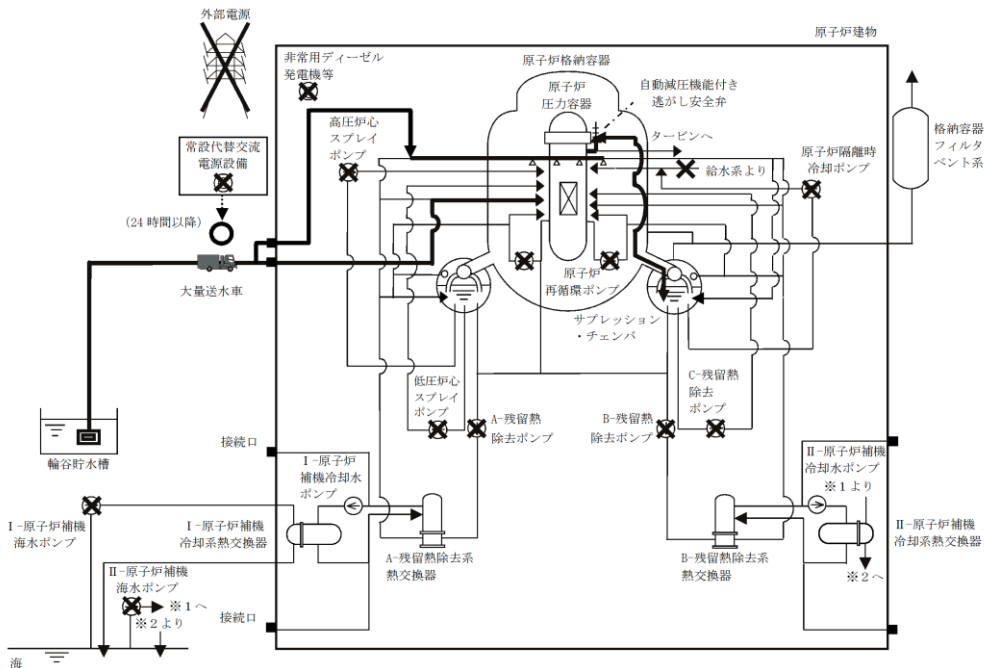 外部電源
原子炉建物
非常用ディーゼル
発電機等
原子炉格納容器
原子炉
圧力容器
自動減圧機能付き
逃がし安全弁
高圧炉心
スプレイ
ポンプ
タービンへ
常設代替交流
電源設備
給水系より
原子炉隔離時
冷却ポンプ
格納容器
フィルタ
ベント系
(24時間以降)
大量送水車
原子炉
再循環ポンプ
サプレッション
・チェンバ
低圧炉心
スプレイ
ポンプ
A-残留熱
除去ポンプ
B-残留熱
除去ポンプ
C-残留熱
除去
ポンプ
輪谷貯水槽
接続口
Ⅰ-原子炉
補機冷却水
ポンプ
Ⅱ-原子炉補機
冷却水ポンプ
※1より
Ⅰ-原子炉補機
海水ポンプ
Ⅰ-原子炉補機
冷却系熱交換器
A-残留熱除去系
熱交換器
B-残留熱除去系
熱交換器
Ⅱ-原子炉補機
冷却系熱交換器
※2へ
Ⅱ-原子炉補機
海水ポンプ
※1へ
※2より
接続口
海